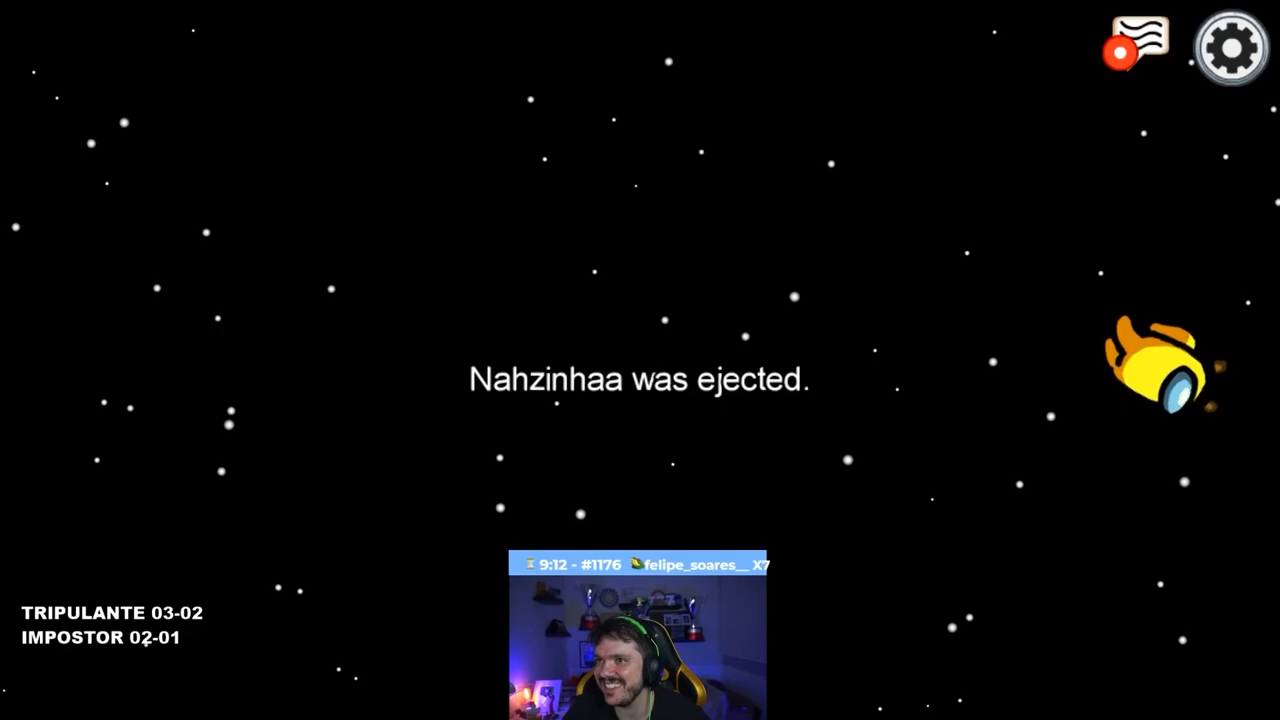 Nahzinhaa was ejected.
9:12 - #1176 felipe_soares__ X7
TRIPULANTE 03-02
IMPOSTOR 02-01